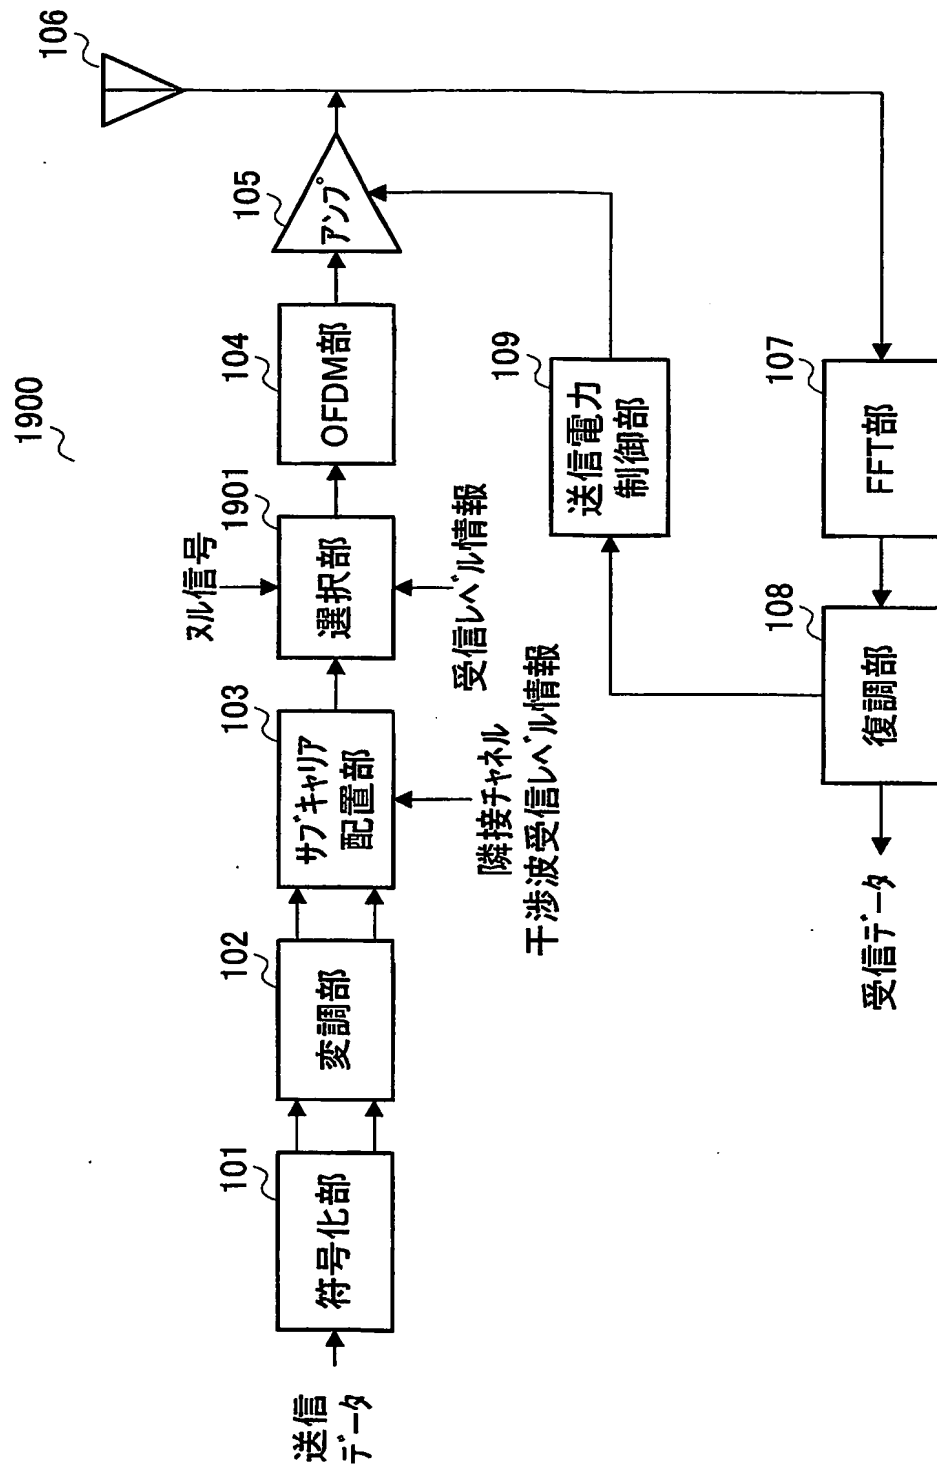 1900
送信
データ
101
符号化部
102
変調部
103
サブキャリア
配置部
隣接チャネル
干渉波受信レベル情報
ヌル信号
1901
選択部
受信レベル情報
104
OFDM部
105
アンプ
106
109
送信電力
制御部
107
FFT部
108
復調部
受信データ